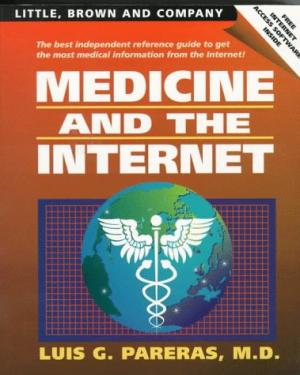 LITTLE, BROWN AND COMPANY
FREE
INTERNET
ACCESS SOFTWARE
INSIDE
The best independent reference guide to get
the most medical information from the Internet!
MEDICINE
AND THE
INTERNET
LUIS G. PARERAS, M.D.